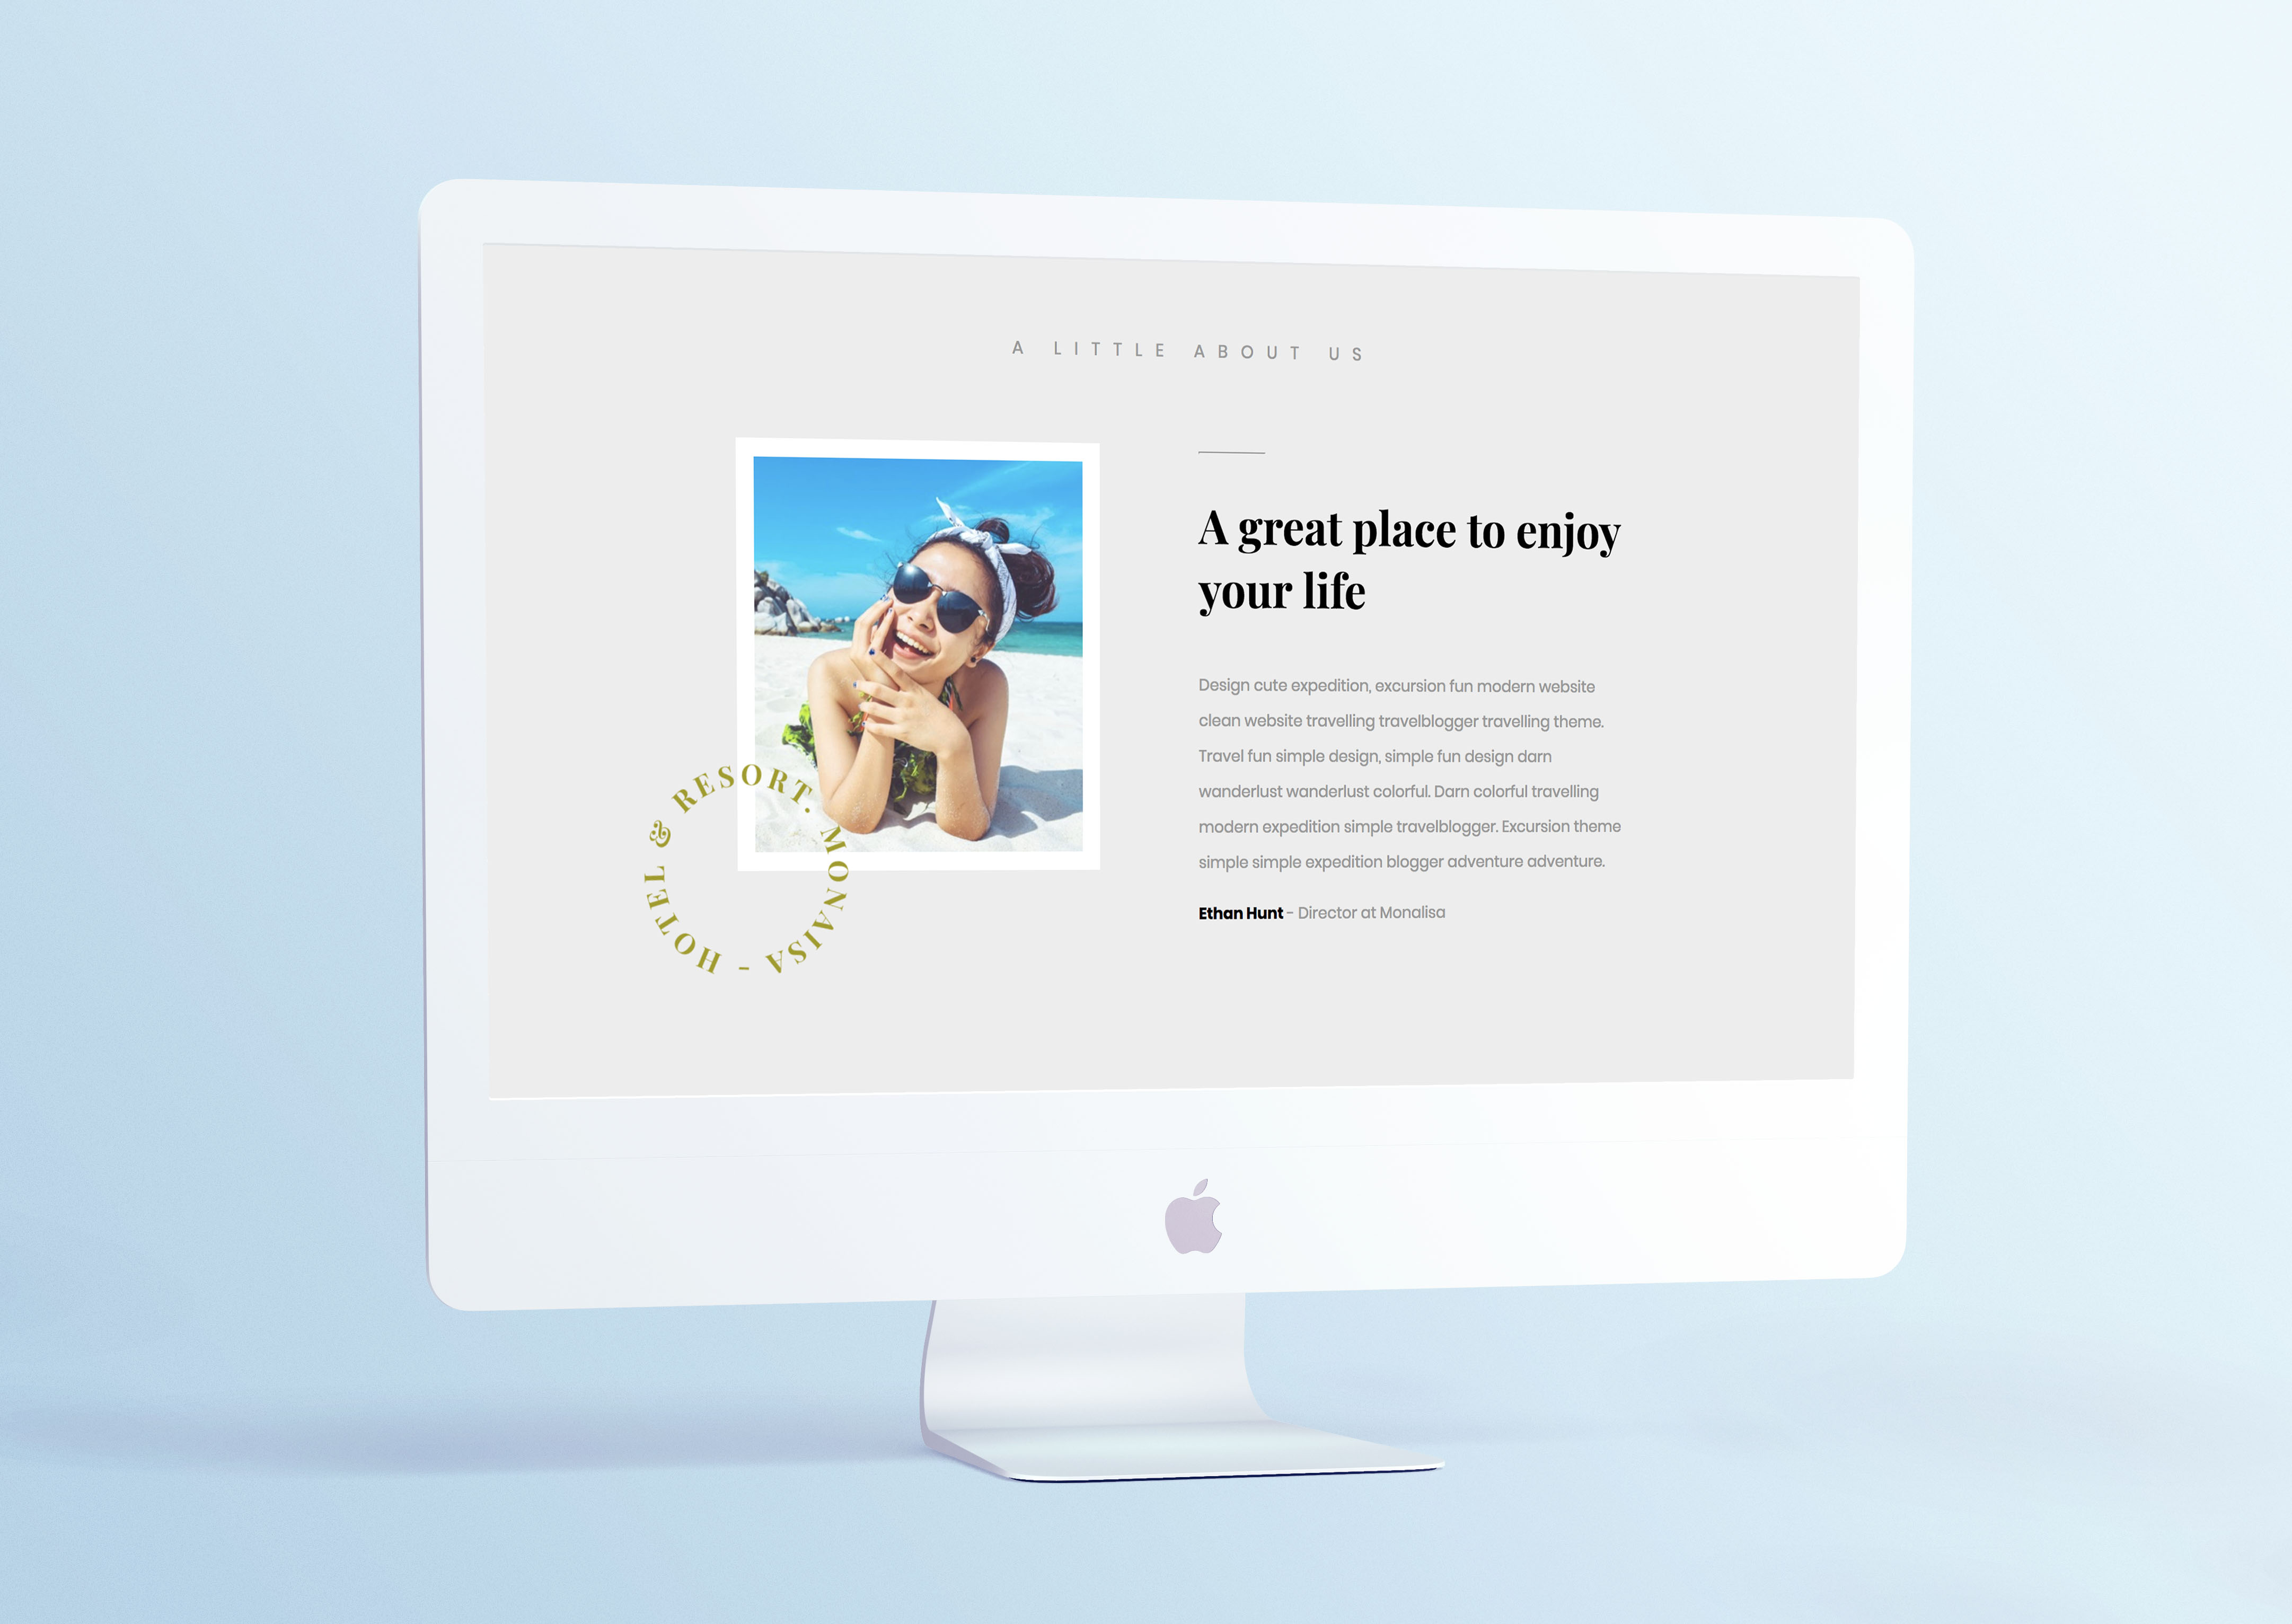 A LITTLE ABOUT US
A great place to enjoy
your life
Design cute expedition, excursion fun modern website
clean website travelling travelblogger travelling theme.
Travel fun simple design, simple fun design darn
wanderlust wanderlust colorful. Darn colorful travelling
modern expedition simple travelblogger. Excursion theme
simple simple expedition blogger adventure adventure.
Ethan Hunt - Director at Monalisa
MONAISA - HOTEL & RESORT.